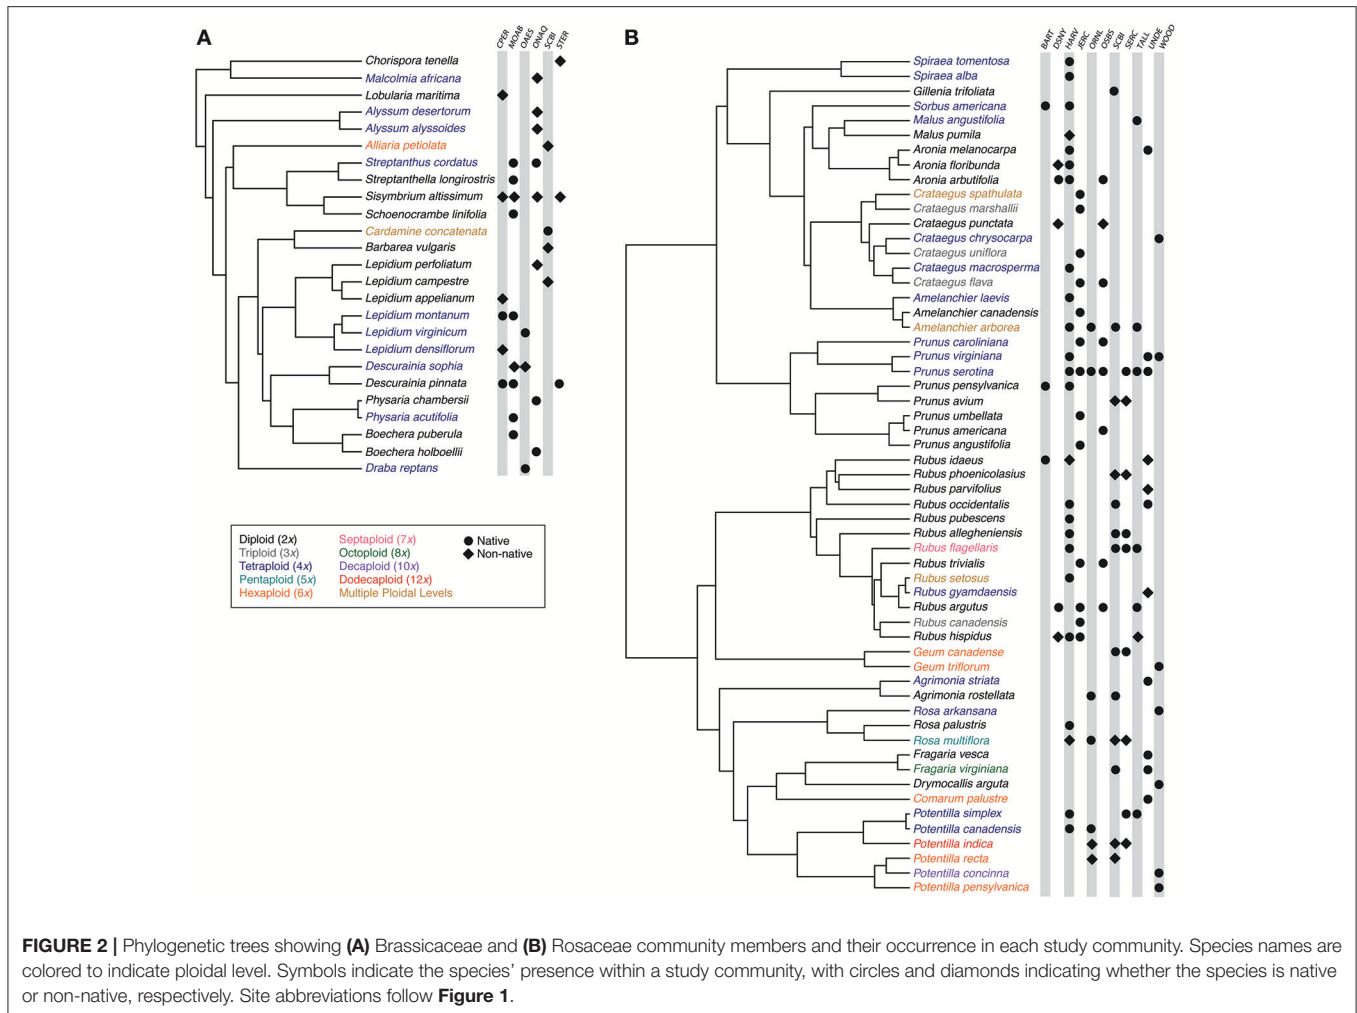 A
CPER
MOAB
OAES
ONAQ
SCBI
STER
Chorispora tenella
Malcolmia africana
Lobularia maritima
Alyssum desertorum
Alyssum alyssoides
Alliaria petiolata
Streptanthus cordatus
Streptanthella longirostris
Sisymbrium altissimum
Schoenocrambe linifolia
Cardamine concatenata
Barbarea vulgaris
Lepidium perfoliatum
Lepidium campestre
Lepidium appelianum
Lepidium montanum
Lepidium virginicum
Lepidium densiflorum
Descurainia sophia
Descurainia pinnata
Physaria chambersii
Physaria acutifolia
Boechera puberula
Boechera holboellii
Draba reptans
Diploid (2x)
Triploid (3x)
Tetraploid (4x)
Pentaploid (5x)
Hexaploid (6x)
Septaploid (7x)
Octoploid (8x)
Decaploid (10x)
Dodecaploid (12x)
Multiple Ploidal Levels
Native
Non-native
B
BART
DSNY
HARV
JERC
ORNL
OSBS
SCBI
SERC
TALL
UNDE
WOOD
Spiraea tomentosa
Spiraea alba
Gillenia trifoliata
Sorbus americana
Malus angustifolia
Malus pumila
Aronia melanocarpa
Aronia floribunda
Aronia arbutifolia
Crataegus spathulata
Crataegus marshallii
Crataegus punctata
Crataegus chrysocarpa
Crataegus uniflora
Crataegus macrosperma
Crataegus flava
Amelanchier laevis
Amelanchier canadensis
Amelanchier arborea
Prunus caroliniana
Prunus virginiana
Prunus serotina
Prunus pensylvanica
Prunus avium
Prunus umbellata
Prunus americana
Prunus angustifolia
Rubus idaeus
Rubus phoenicolasius
Rubus parvifolius
Rubus occidentalis
Rubus pubescens
Rubus allegheniensis
Rubus flagellaris
Rubus trivialis
Rubus setosus
Rubus gyamdaensis
Rubus argutus
Rubus canadensis
Rubus hispidus
Geum canadense
Geum triflorum
Agrimonia striata
Agrimonia rostellata
Rosa arkansana
Rosa palustris
Rosa multiflora
Fragaria vesca
Fragaria virginiana
Drymocallis arguta
Comarum palustre
Potentilla simplex
Potentilla canadensis
Potentilla indica
Potentilla recta
Potentilla concinna
Potentilla pensylvanica
FIGURE 2 | Phylogenetic trees showing (A) Brassicaceae and (B) Rosaceae community members and their occurrence in each study community. Species names are
colored to indicate ploidal level. Symbols indicate the species' presence within a study community, with circles and diamonds indicating whether the species is native
or non-native, respectively. Site abbreviations follow Figure 1.